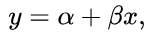 y = α + βx,